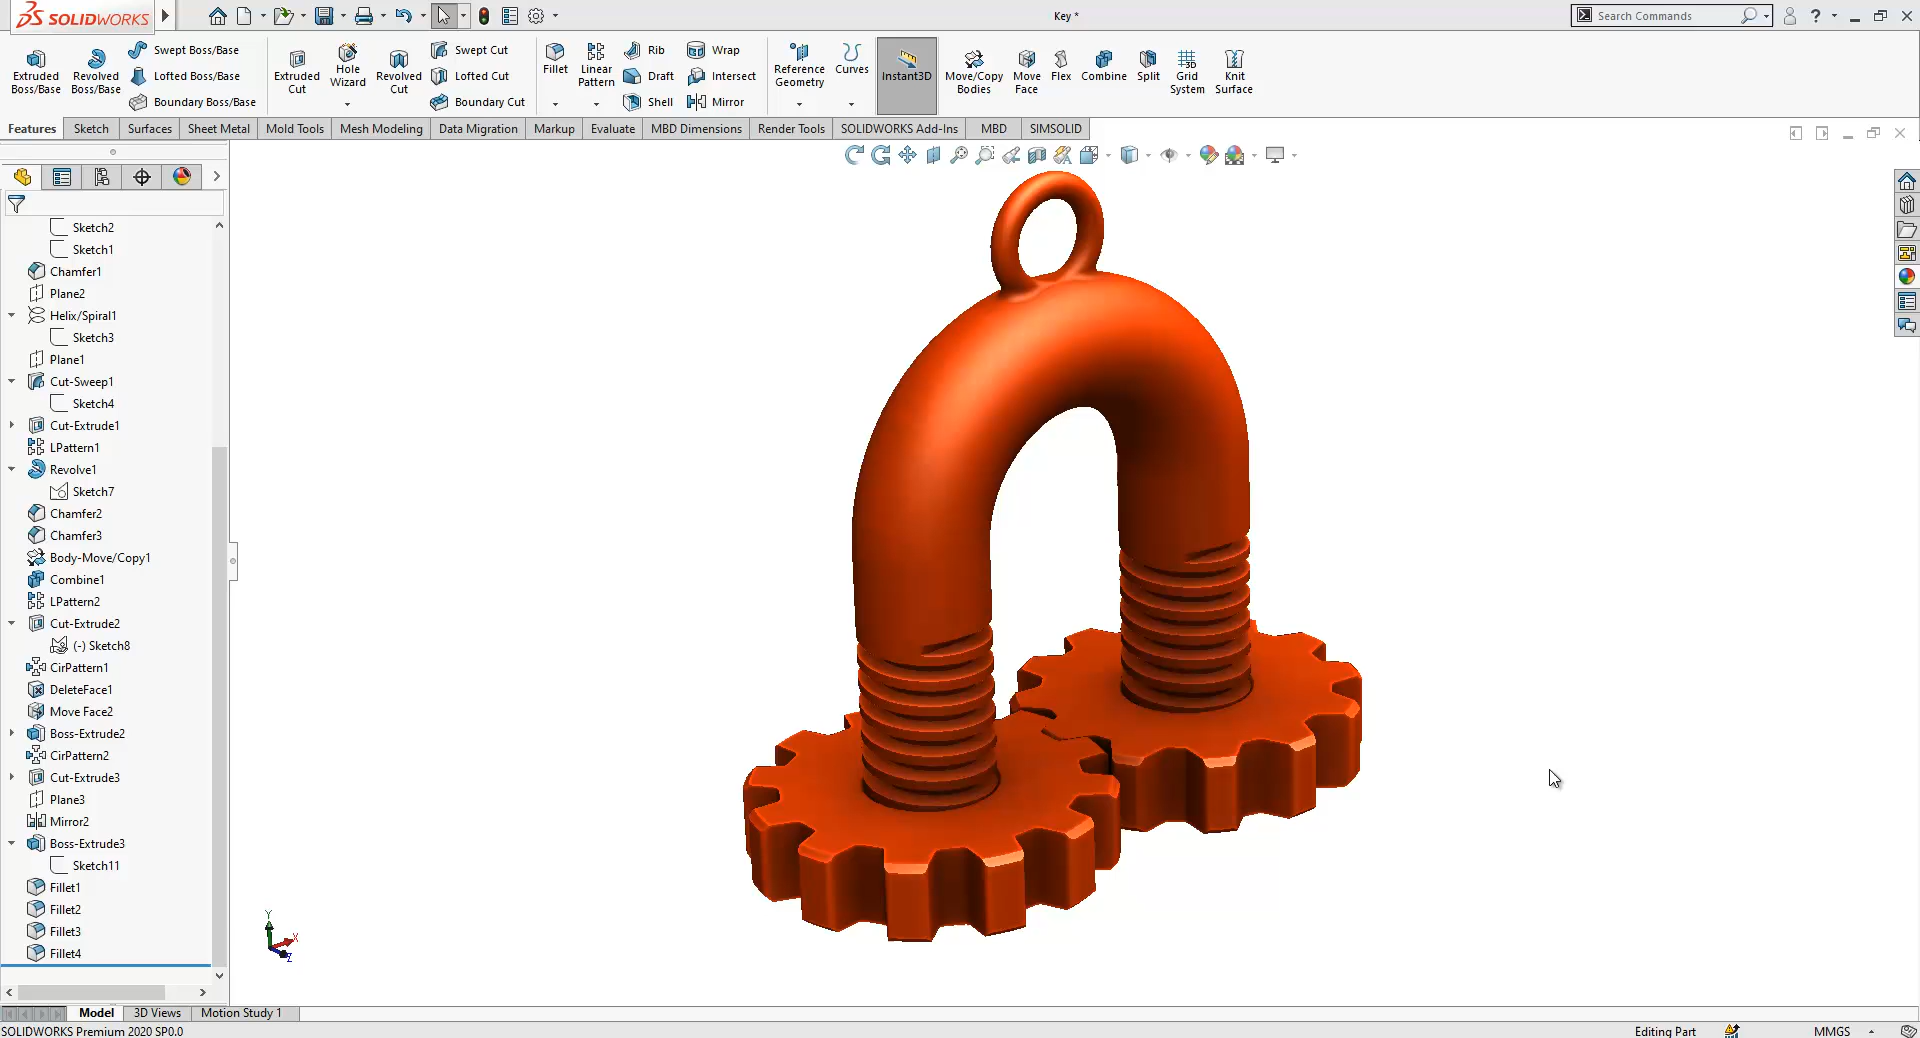 SOLIDWORKS
Key *
Search Commands
Extruded Boss/Base
Revolved Boss/Base
Swept Boss/Base
Lofted Boss/Base
Boundary Boss/Base
Extruded Cut
Hole Wizard
Revolved Cut
Swept Cut
Lofted Cut
Boundary Cut
Fillet
Linear Pattern
Rib
Draft
Shell
Wrap
Intersect
Mirror
Reference Geometry
Curves
Instant3D
Move/Copy Bodies
Move Face
Flex
Combine
Split
Grid System
Knit Surface
Features
Sketch
Surfaces
Sheet Metal
Mold Tools
Mesh Modeling
Data Migration
Markup
Evaluate
MBD Dimensions
Render Tools
SOLIDWORKS Add-Ins
MBD
SIMSOLID
Sketch2
Sketch1
Chamfer1
Plane2
Helix/Spiral1
Sketch3
Plane1
Cut-Sweep1
Sketch4
Cut-Extrude1
LPattern1
Revolve1
Sketch7
Chamfer2
Chamfer3
Body-Move/Copy1
Combine1
LPattern2
Cut-Extrude2
(-) Sketch8
CirPattern1
DeleteFace1
Move Face2
Boss-Extrude2
CirPattern2
Cut-Extrude3
Plane3
Mirror2
Boss-Extrude3
Sketch11
Fillet1
Fillet2
Fillet3
Fillet4
Y
X
Z
Model
3D Views
Motion Study 1
SOLIDWORKS Premium 2020 SP0.0
Editing Part
MMGS